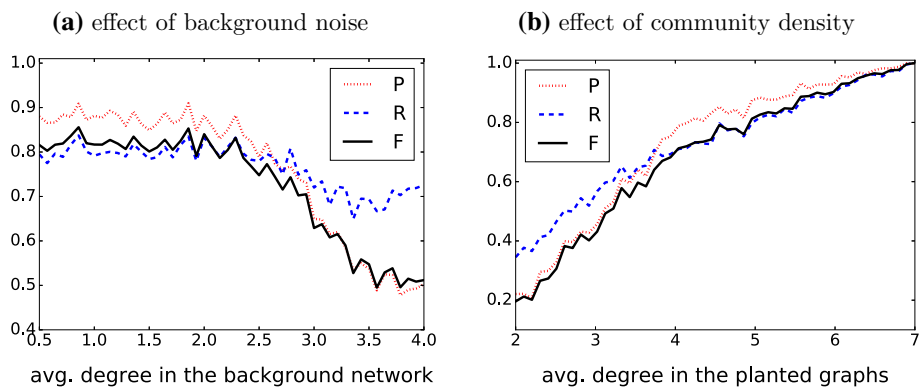 (a) effect of background noise
1.0
0.9
0.8
0.7
0.6
0.5
0.4
P
R
F
0.5 1.0 1.5 2.0 2.5 3.0 3.5 4.0
avg. degree in the background network
(b) effect of community density
1.0
0.8
0.6
0.4
0.2
P
R
F
2 3 4 5 6 7
avg. degree in the planted graphs